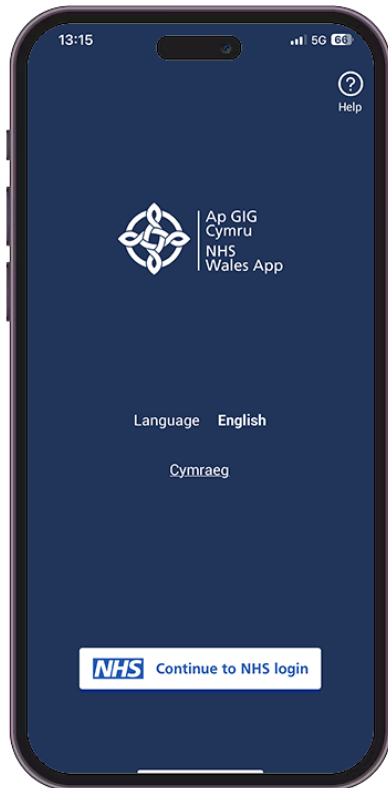 13:15 5G 66
Help
Ap GIG
Cymru
NHS
Wales App
Language English
Cymraeg
NHS Continue to NHS login